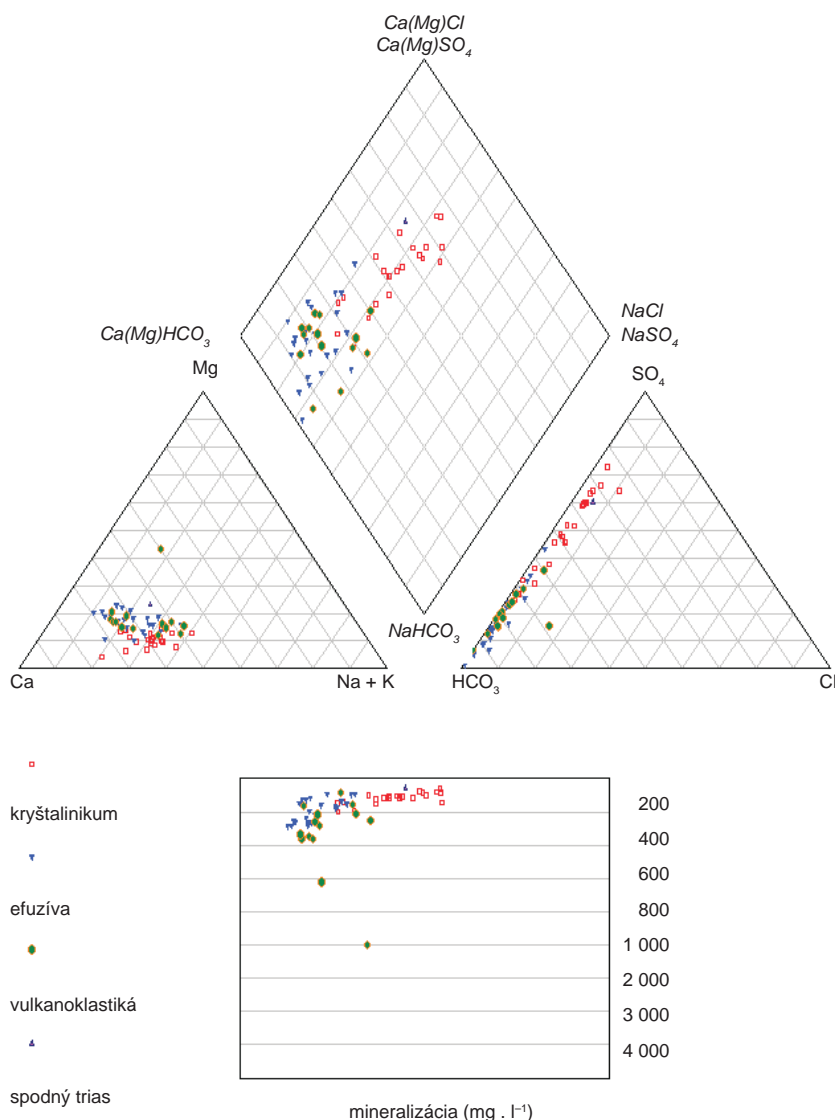 Ca(Mg)Cl
Ca(Mg)SO₄
Ca(Mg)HCO₃
NaCl
NaSO₄
Mg
SO₄
NaHCO₃
Ca
Na + K
HCO₃
Cl
kryštalinikum
efuzíva
vulkanoklastiká
spodný trias
200
400
600
800
1 000
2 000
3 000
4 000
mineralizácia (mg . l⁻¹)